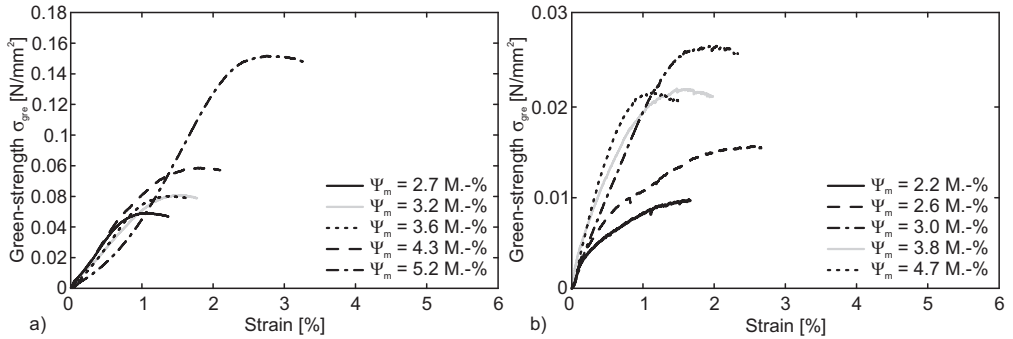 0.18
0.16
0.14
0.12
0.1
0.08
0.06
0.04
0.02
0
Green-strength σgre [N/mm²]
Ψm = 2.7 M.-%
Ψm = 3.2 M.-%
Ψm = 3.6 M.-%
Ψm = 4.3 M.-%
Ψm = 5.2 M.-%
0 1 2 3 4 5 6
a) Strain [%]
0.03
0.02
0.01
0
Green-strength σgre [N/mm²]
Ψm = 2.2 M.-%
Ψm = 2.6 M.-%
Ψm = 3.0 M.-%
Ψm = 3.8 M.-%
Ψm = 4.7 M.-%
0 1 2 3 4 5 6
b) Strain [%]